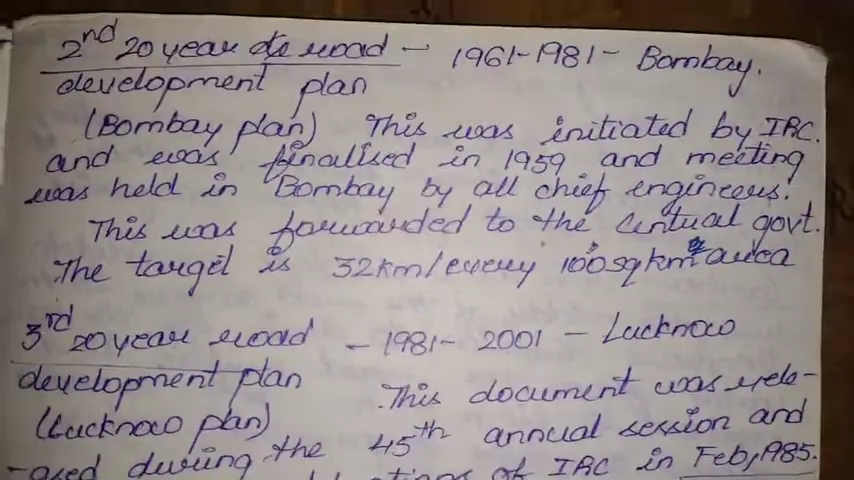 2nd 20 year road - 1961-1981 - Bombay.
development plan
(Bombay plan) This was initiated by IRC.
and was finalised in 1959 and meeting
was held in Bombay by all chief engineers.
This was forwarded to the central govt.
The target is 32km/every 100sqkm area
3rd 20 year road - 1981-2001 - Lucknow
development plan
This document was rele-
(Lucknow plan)
-ased during the 45th annual session and
of IRC in Feb,1985.